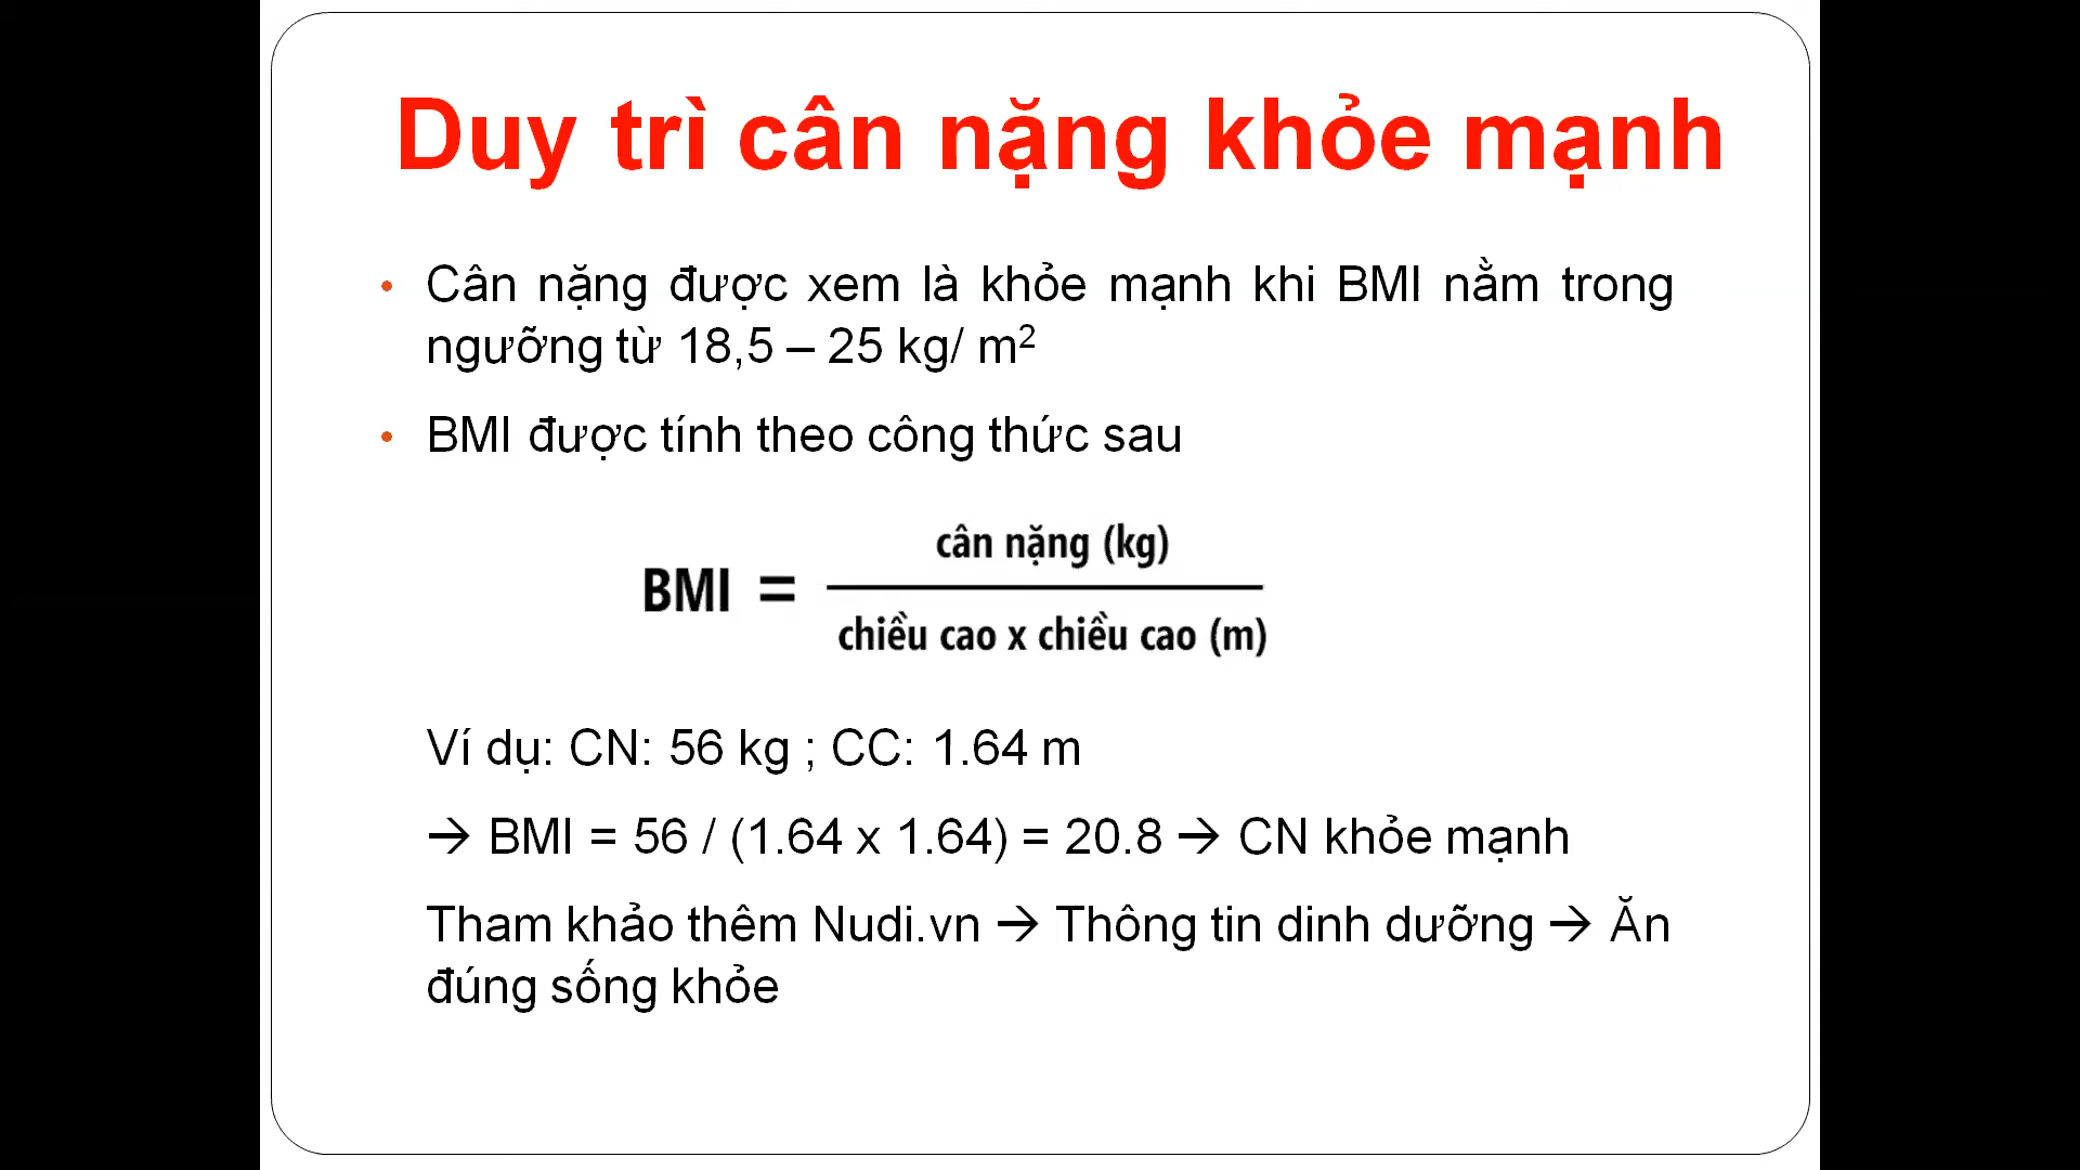 Duy trì cân nặng khỏe mạnh
• Cân nặng được xem là khỏe mạnh khi BMI nằm trong
ngưỡng từ 18,5 – 25 kg/ m²
• BMI được tính theo công thức sau
cân nặng (kg)
BMI =
chiều cao x chiều cao (m)
Ví dụ: CN: 56 kg ; CC: 1.64 m
→ BMI = 56 / (1.64 x 1.64) = 20.8 → CN khỏe mạnh
Tham khảo thêm Nudi.vn → Thông tin dinh dưỡng → Ăn
đúng sống khỏe